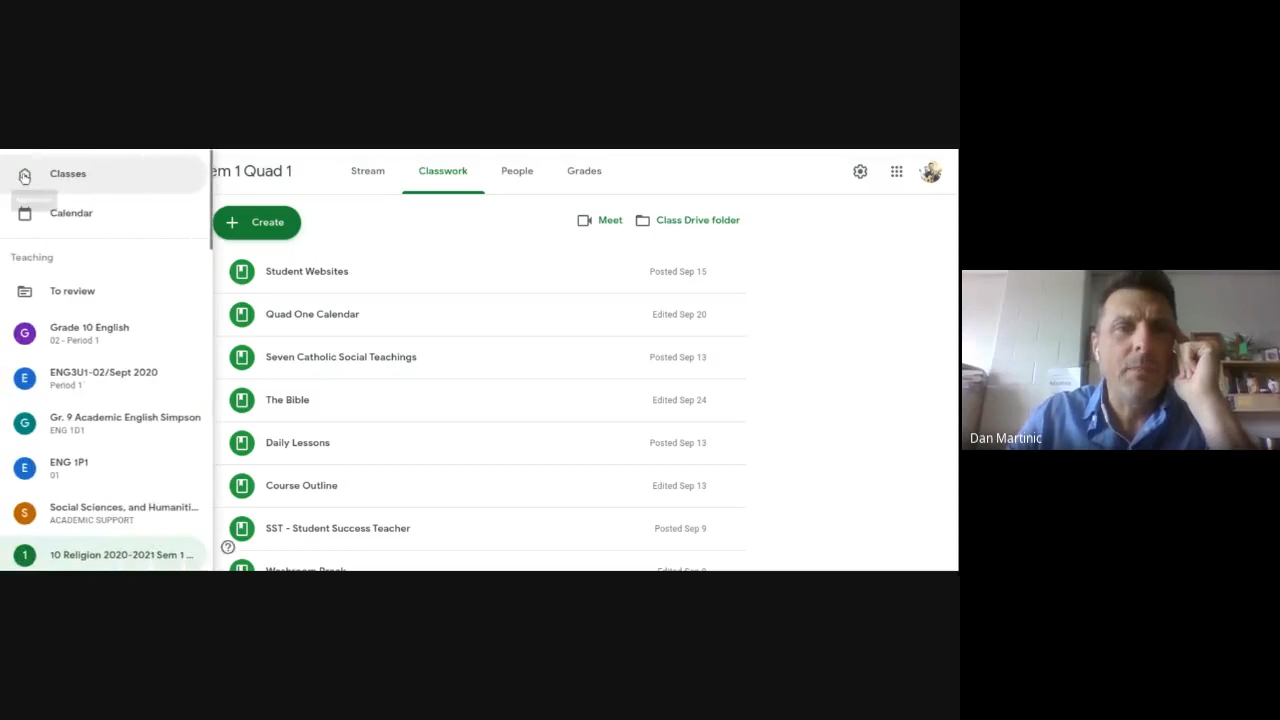 Classes
Calendar
Teaching
To review
G
Grade 10 English
02 - Period 1
E
ENG3U1-02/Sept 2020
Period 1
G
Gr. 9 Academic English Simpson
ENG 1D1
E
ENG 1P1
01
S
Social Sciences, and Humaniti...
ACADEMIC SUPPORT
1
10 Religion 2020-2021 Sem 1 ...
em 1 Quad 1
Stream
Classwork
People
Grades
Create
Meet
Class Drive folder
Student Websites
Posted Sep 15
Quad One Calendar
Edited Sep 20
Seven Catholic Social Teachings
Posted Sep 13
The Bible
Edited Sep 24
Daily Lessons
Posted Sep 13
Course Outline
Edited Sep 13
SST - Student Success Teacher
Posted Sep 9
Dan Martinic